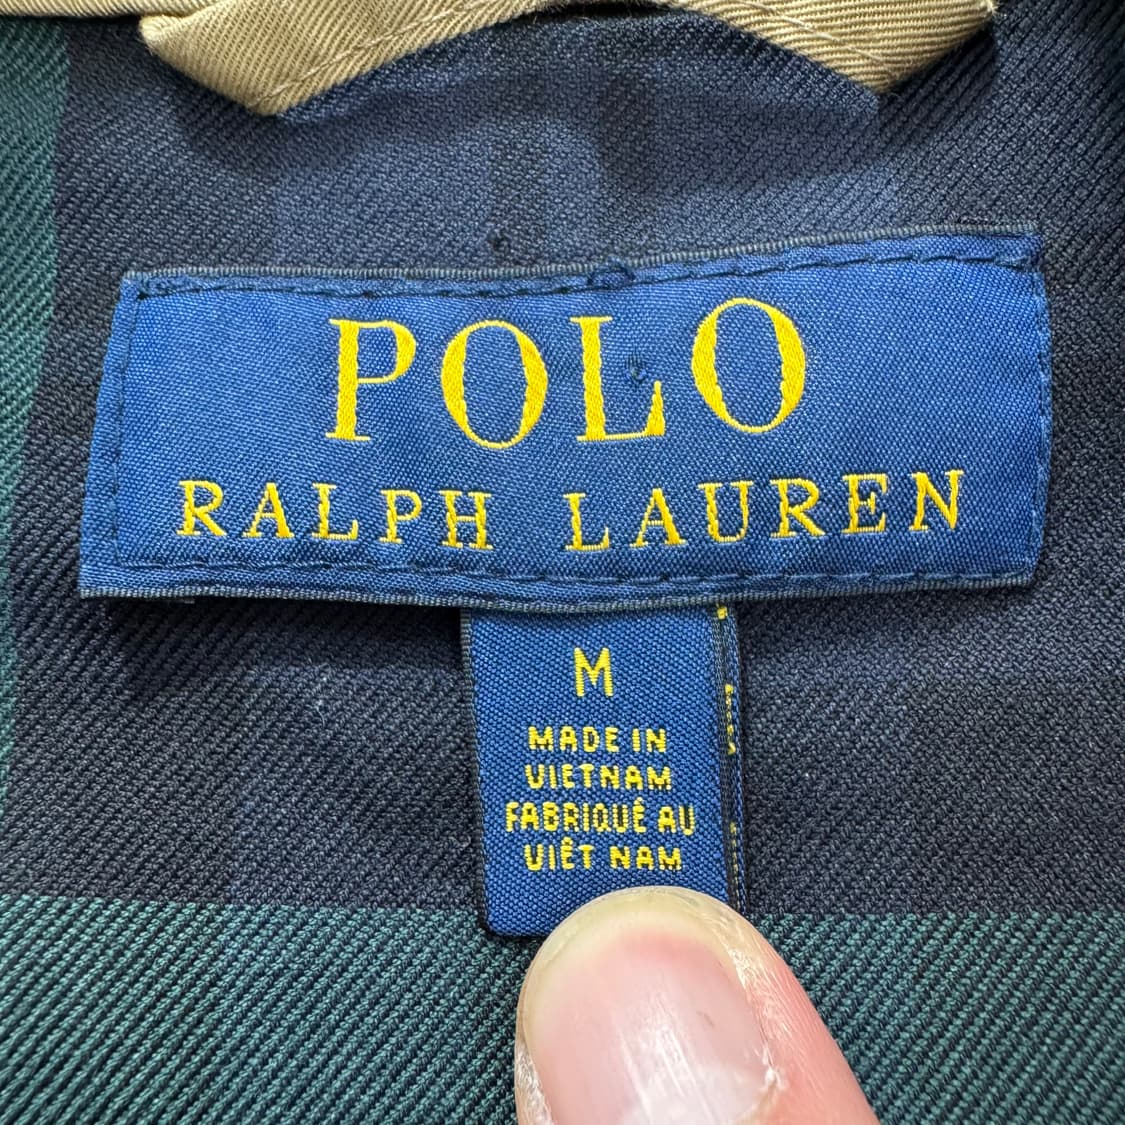 POLO
RALPH LAUREN
M
MADE IN
VIETNAM
FABRIQUÉ AU
VIÊT NAM